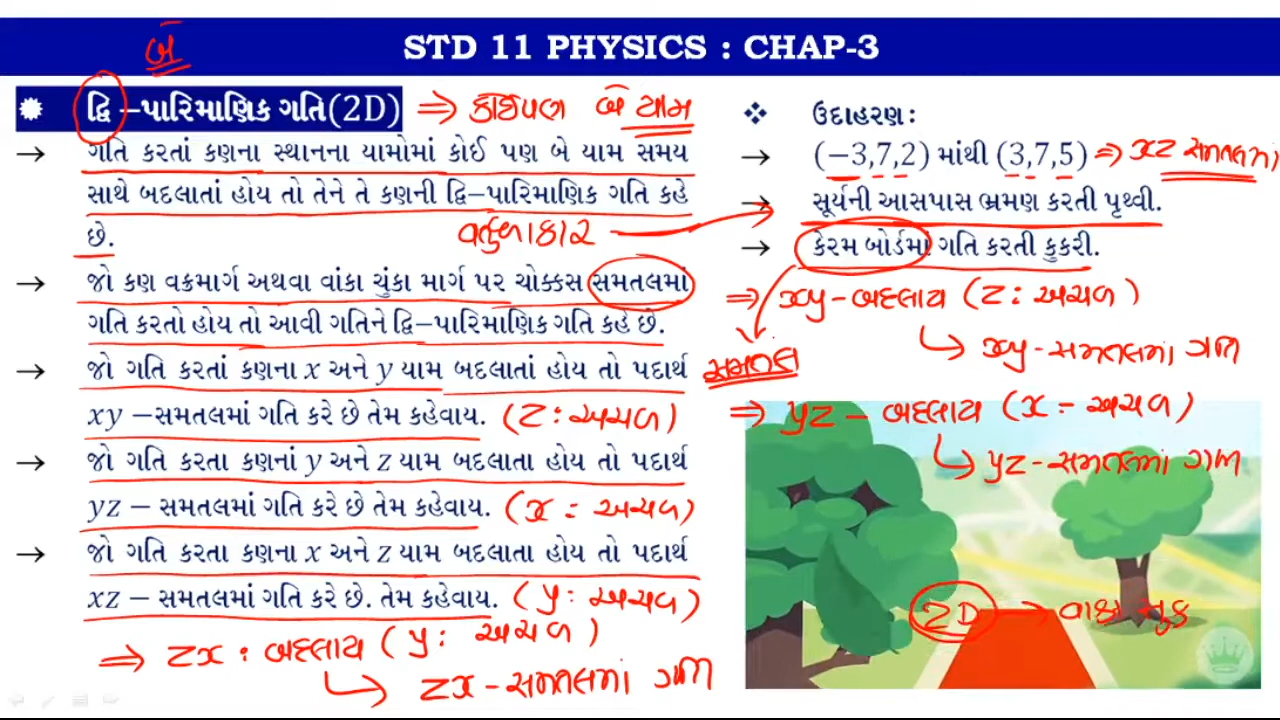 બે
STD 11 PHYSICS : CHAP-3
દ્વિ–પારિમાણિક ગતિ(2D) ⇒ કોઈપણ બે યામ
→ ગતિ કરતાં કણના સ્થાનના યામોમાં કોઈ પણ બે યામ સમય
સાથે બદલાતાં હોય તો તેને તે કણની દ્વિ–પારિમાણિક ગતિ કહે
છે.
વર્તુળાકાર
→ જો કણ વક્રમાર્ગ અથવા વાંકા ચુંકા માર્ગ પર ચોક્કસ સમતલમાં
ગતિ કરતો હોય તો આવી ગતિને દ્વિ–પારિમાણિક ગતિ કહે છે.
→ જો ગતિ કરતાં કણના x અને y યામ બદલાતાં હોય તો પદાર્થ
xy –સમતલમાં ગતિ કરે છે તેમ કહેવાય. (z : અચળ)
→ જો ગતિ કરતા કણનાં y અને z યામ બદલાતા હોય તો પદાર્થ
yz – સમતલમાં ગતિ કરે છે તેમ કહેવાય. (x = અચળ)
→ જો ગતિ કરતા કણના x અને z યામ બદલાતા હોય તો પદાર્થ
xz – સમતલમાં ગતિ કરે છે. તેમ કહેવાય. (y : અચળ)
⇒ zx : બદલાય (y : અચળ)
↳ zx - સમતલમાં ગતિ
❖ ઉદાહરણ:
→ (−3,7,2) માંથી (3,7,5) ⇒ xz સમતલમાં
→ સૂર્યની આસપાસ ભ્રમણ કરતી પૃથ્વી.
→ કેરમ બોર્ડમા ગતિ કરતી કુકરી.
⇒ xy - બદલાય (z : અચળ)
↳ xy - સમતલમાં ગતિ
સમતલ
⇒ yz - બદલાય (x = અચળ)
↳ yz - સમતલમાં ગતિ
2D → વાકા ચુકા